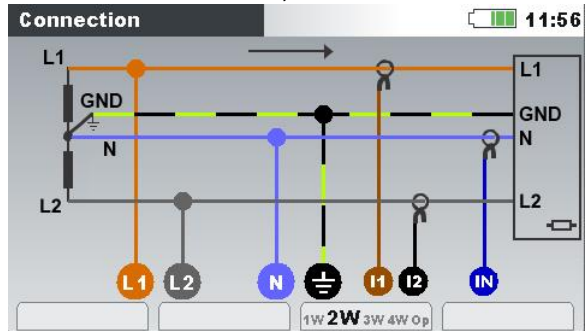 Connection 11:56
L1 L1
GND GND
N N
L2 L2
L1 L2 N I1 I2 IN
1W 2W 3W 4W Op